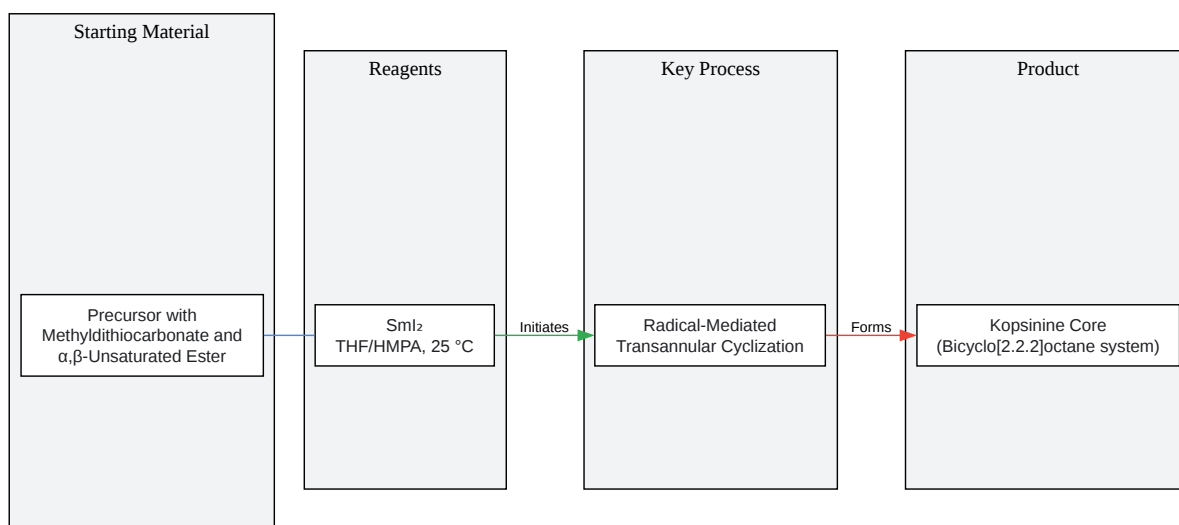 Starting Material
Reagents
Key Process
Product
Precursor with
Methyldithiocarbonate and
α,β-Unsaturated Ester
SmI₂
THF/HMPA, 25 °C
Initiates
Radical-Mediated
Transannular Cyclization
Forms
Kopsinine Core
(Bicyclo[2.2.2]octane system)